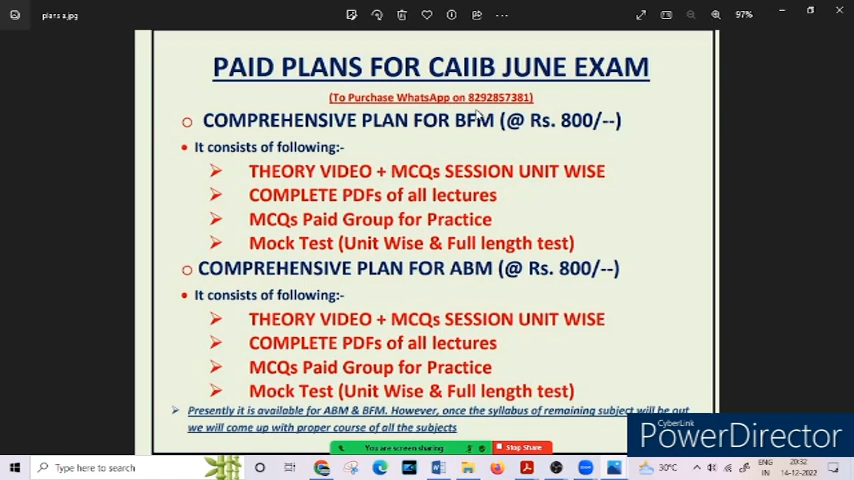 plans a.jpg
97%
PAID PLANS FOR CAIIB JUNE EXAM
(To Purchase WhatsApp on 8292857381)
COMPREHENSIVE PLAN FOR BFM (@ Rs. 800/--)
It consists of following:-
THEORY VIDEO + MCQs SESSION UNIT WISE
COMPLETE PDFs of all lectures
MCQs Paid Group for Practice
Mock Test (Unit Wise & Full length test)
COMPREHENSIVE PLAN FOR ABM (@ Rs. 800/--)
It consists of following:-
THEORY VIDEO + MCQs SESSION UNIT WISE
COMPLETE PDFs of all lectures
MCQs Paid Group for Practice
Mock Test (Unit Wise & Full length test)
Presently it is available for ABM & BFM. However, once the syllabus of remaining subject will be out
we will come up with proper course of all the subjects
CyberLink
PowerDirector
You are screen sharing
Stop Share
Type here to search
30°C
ENG
IN
20:32
14-12-2022